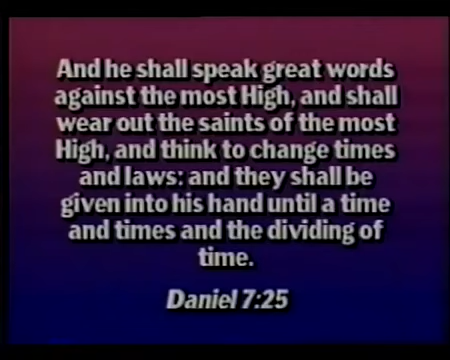 And he shall speak great words
against the most High, and shall
wear out the saints of the most
High, and think to change times
and laws: and they shall be
given into his hand until a time
and times and the dividing of
time.
Daniel 7:25